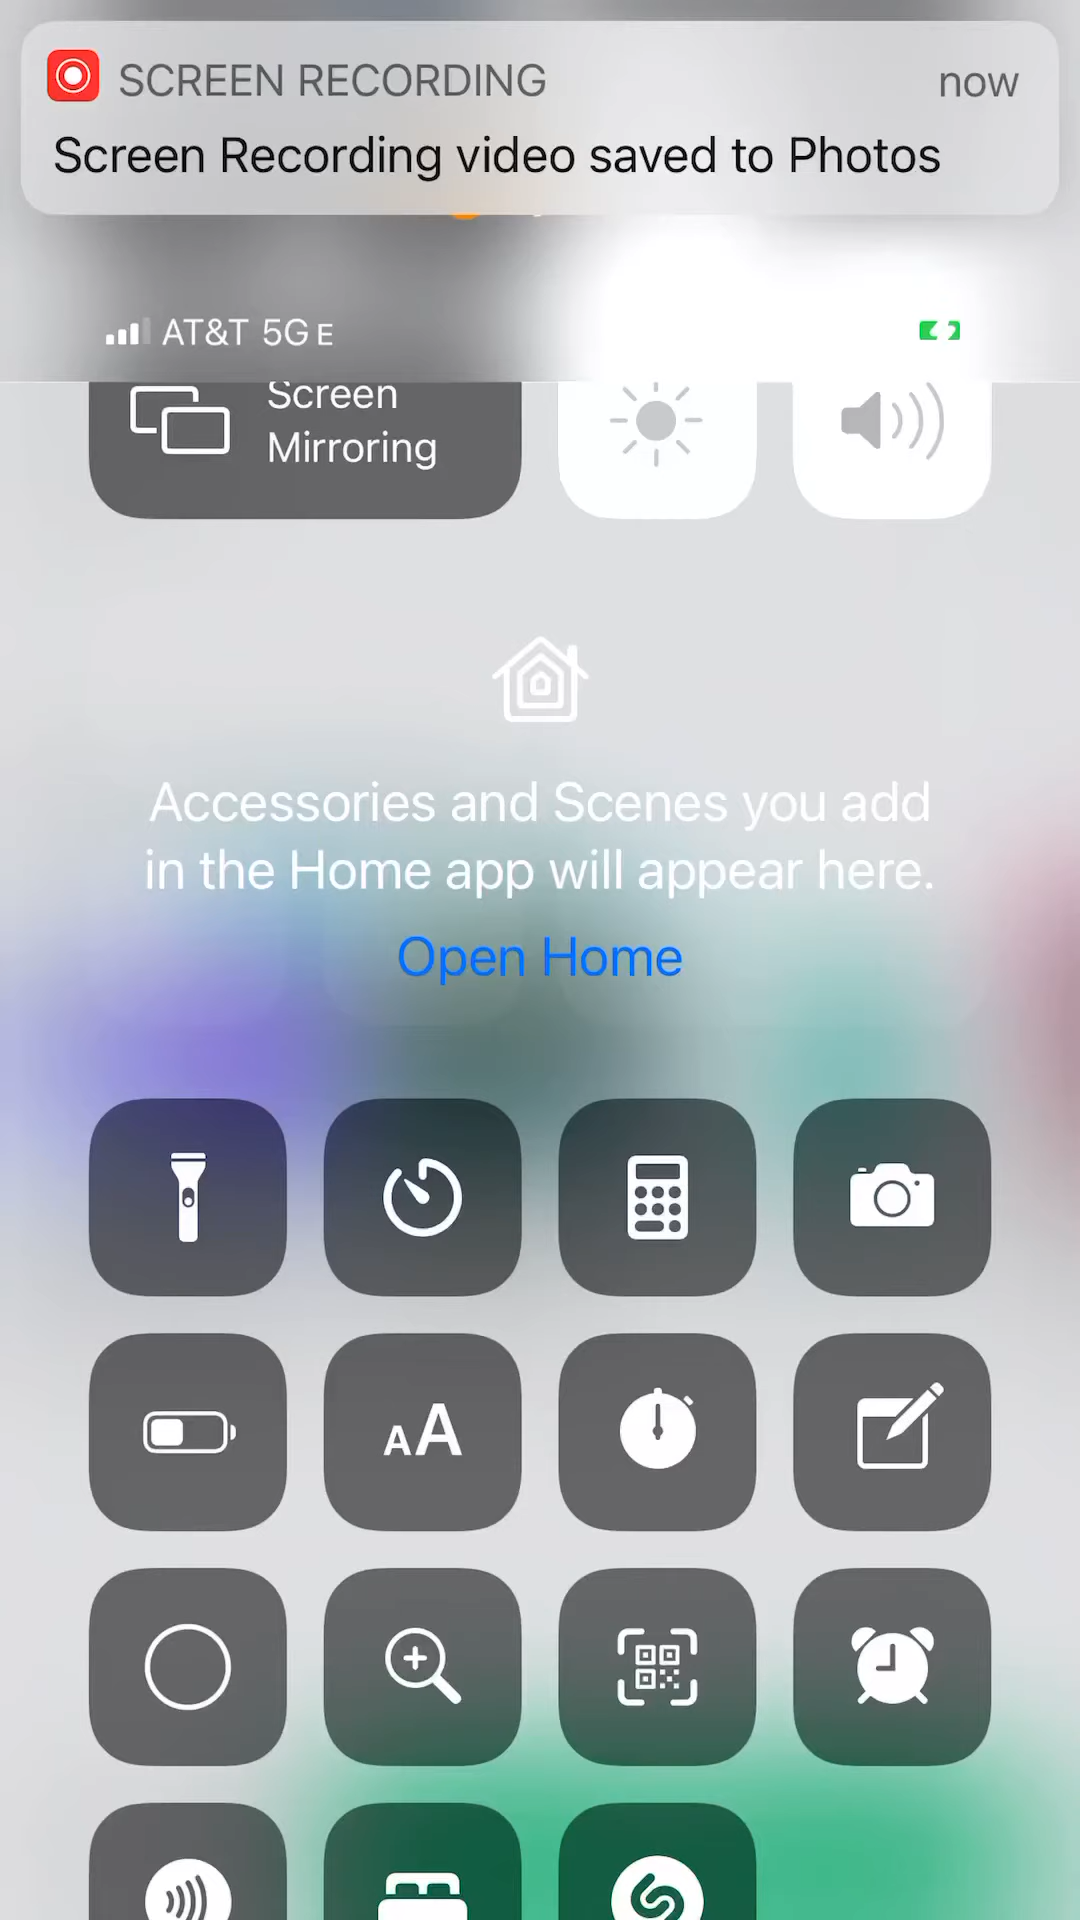 SCREEN RECORDING now
Screen Recording video saved to Photos
AT&T 5G E
Screen
Mirroring
Accessories and Scenes you add
in the Home app will appear here.
Open Home
AA